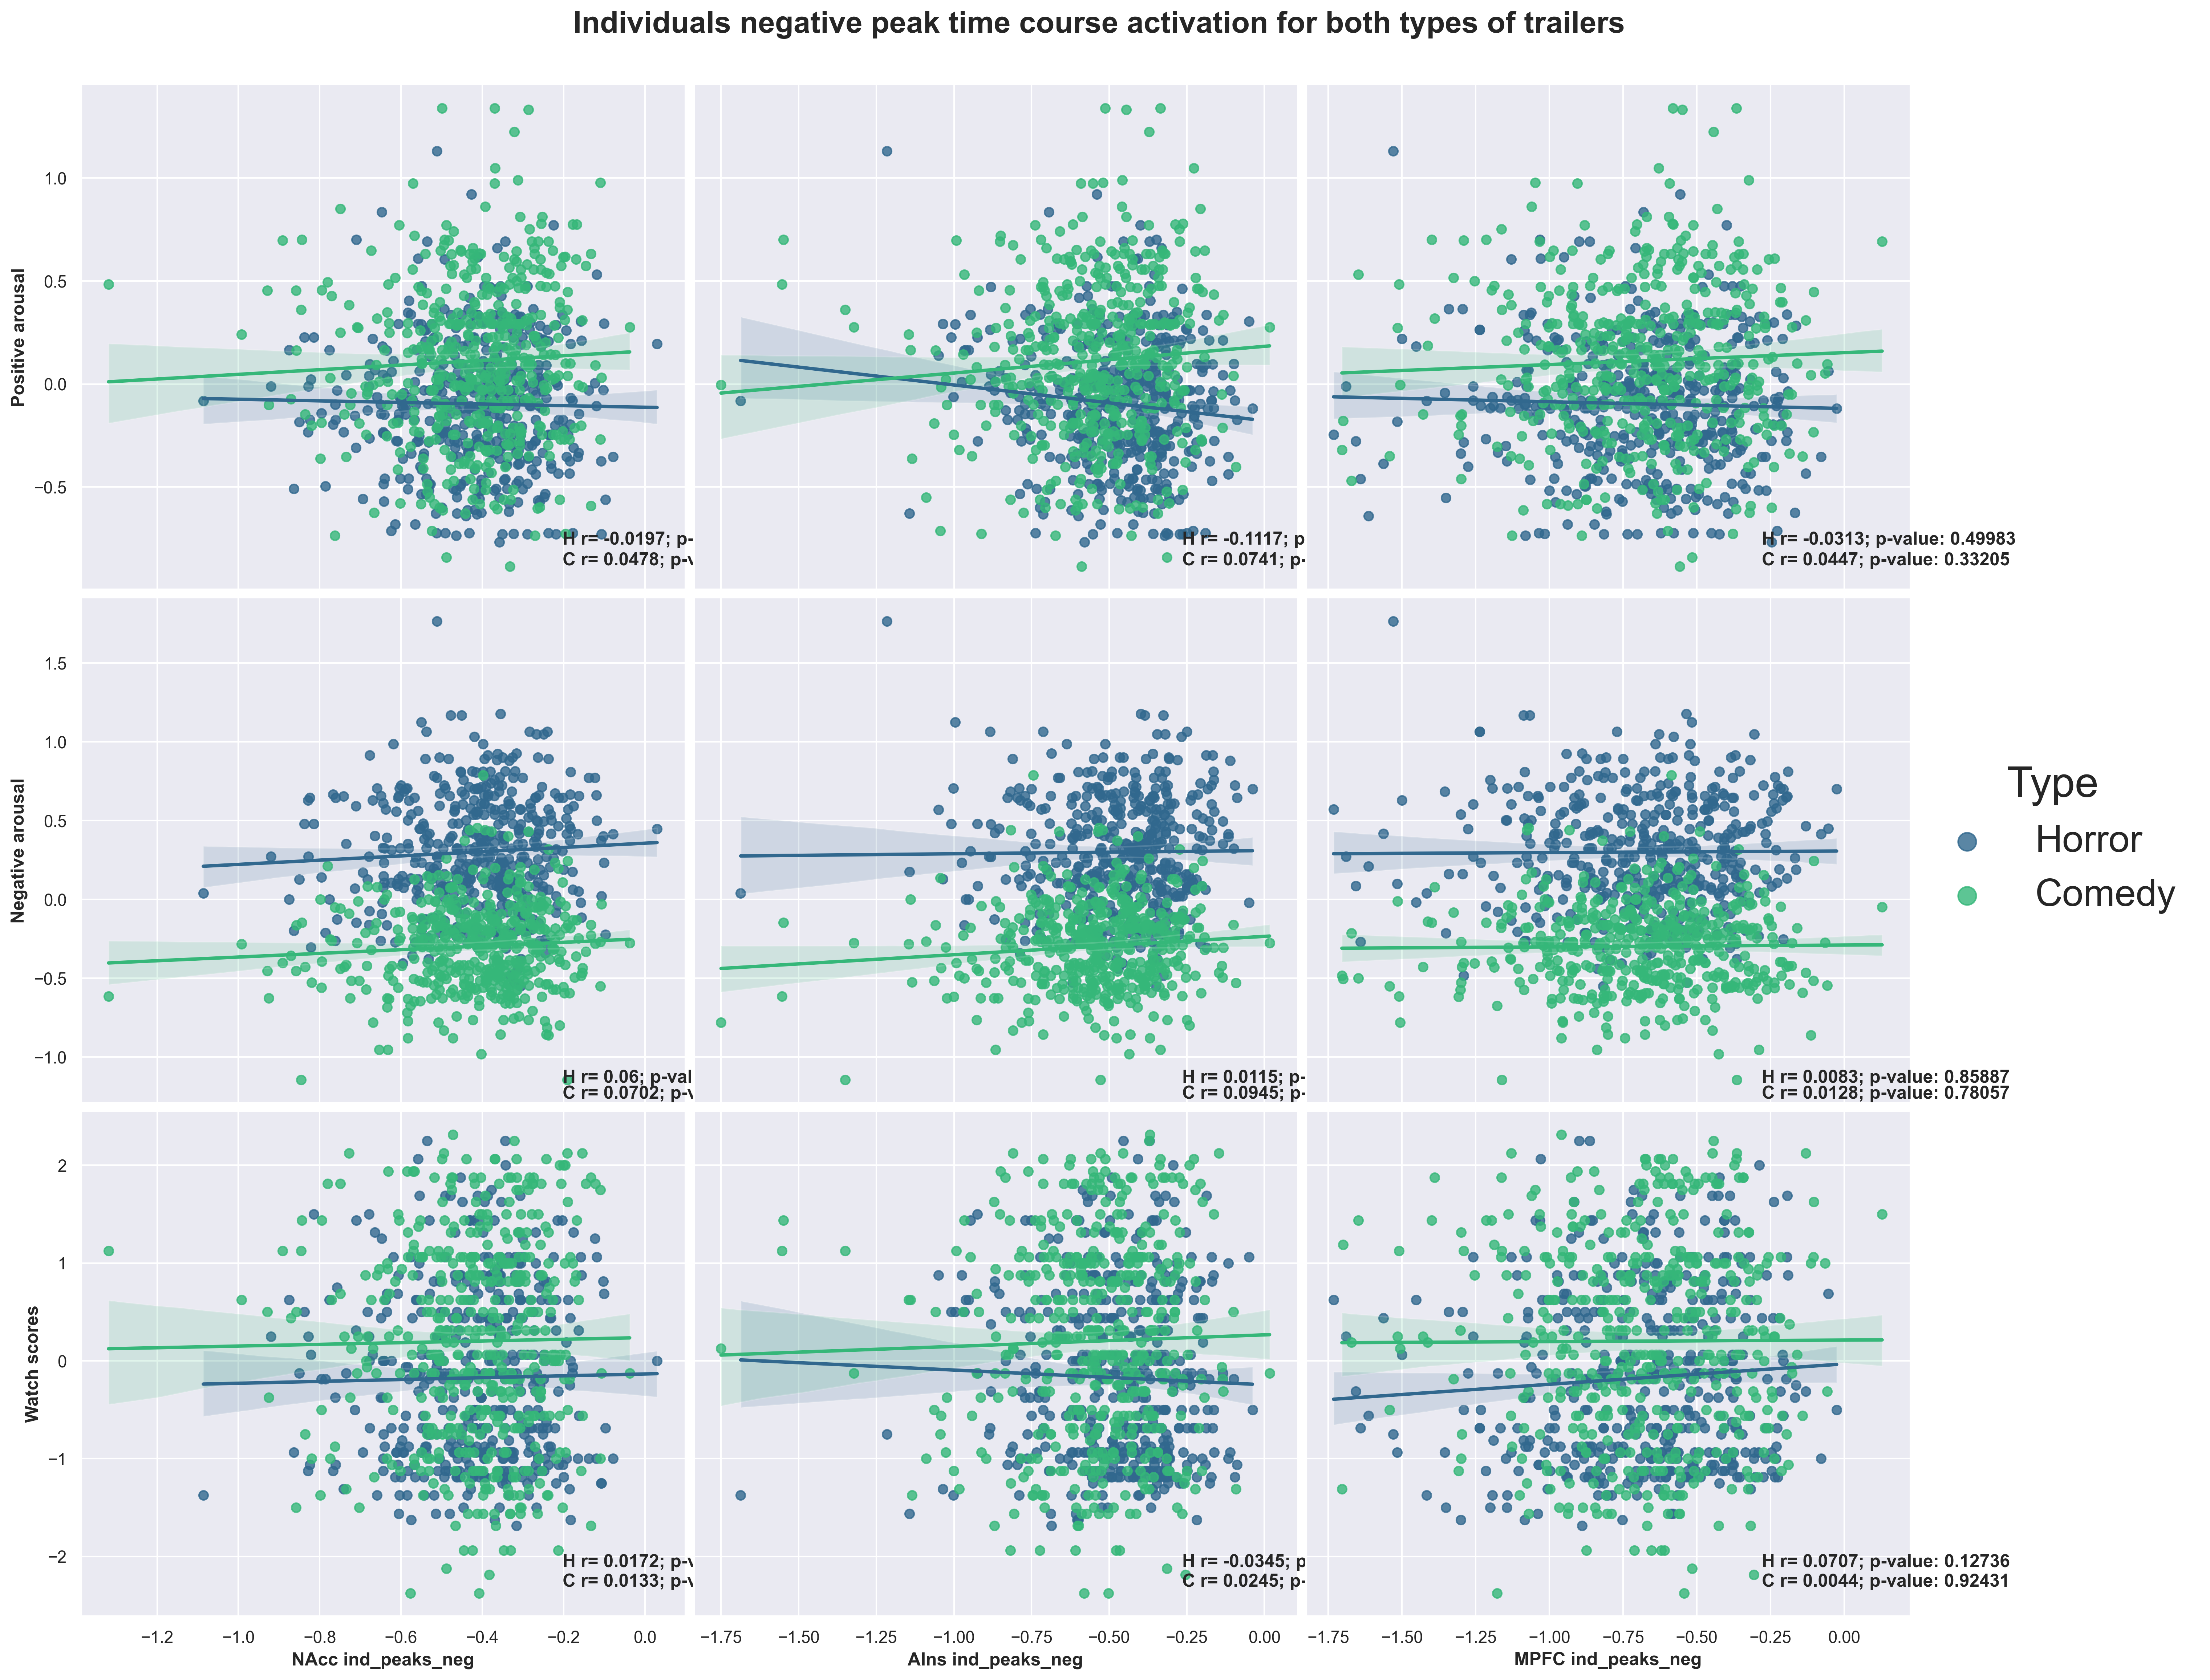 Individuals negative peak time course activation for both types of trailers
Positive arousal
1.0
0.5
0.0
−0.5
H r= -0.0197; p-
C r= 0.0478; p-v
H r= -0.1117; p
C r= 0.0741; p-
H r= -0.0313; p-value: 0.49983
C r= 0.0447; p-value: 0.33205
Negative arousal
1.5
1.0
0.5
0.0
−0.5
−1.0
H r= 0.06; p-val
C r= 0.0702; p-v
H r= 0.0115; p-
C r= 0.0945; p-
H r= 0.0083; p-value: 0.85887
C r= 0.0128; p-value: 0.78057
Type
Horror
Comedy
Watch scores
2
1
0
−1
−2
H r= 0.0172; p-v
C r= 0.0133; p-v
H r= -0.0345; p
C r= 0.0245; p-
H r= 0.0707; p-value: 0.12736
C r= 0.0044; p-value: 0.92431
−1.2 −1.0 −0.8 −0.6 −0.4 −0.2 0.0
NAcc ind_peaks_neg
−1.75 −1.50 −1.25 −1.00 −0.75 −0.50 −0.25 0.00
AIns ind_peaks_neg
−1.75 −1.50 −1.25 −1.00 −0.75 −0.50 −0.25 0.00
MPFC ind_peaks_neg